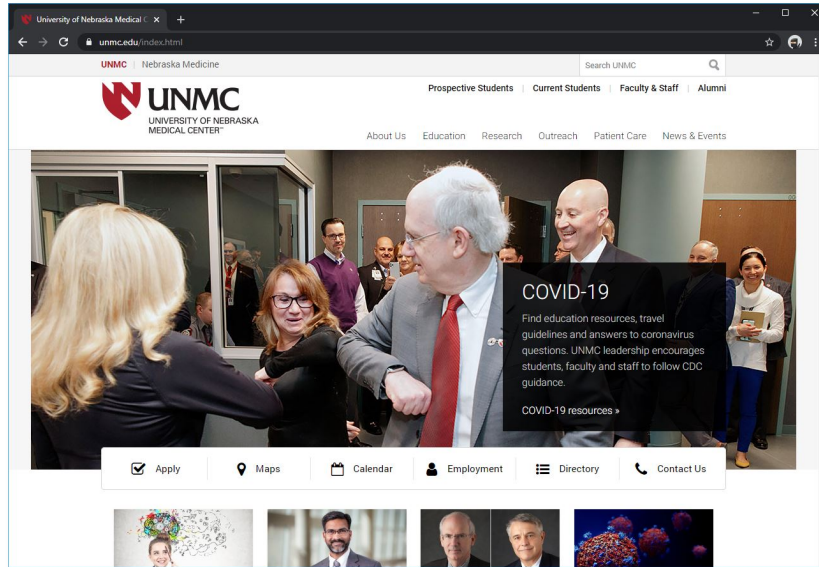 University of Nebraska Medical C
unmc.edu/index.html
UNMC | Nebraska Medicine
Search UNMC
Prospective Students | Current Students | Faculty & Staff | Alumni
UNMC
UNIVERSITY OF NEBRASKA
MEDICAL CENTER™
About Us Education Research Outreach Patient Care News & Events
COVID-19
Find education resources, travel
guidelines and answers to coronavirus
questions. UNMC leadership encourages
students, faculty and staff to follow CDC
guidance.
COVID-19 resources »
Apply Maps Calendar Employment Directory Contact Us